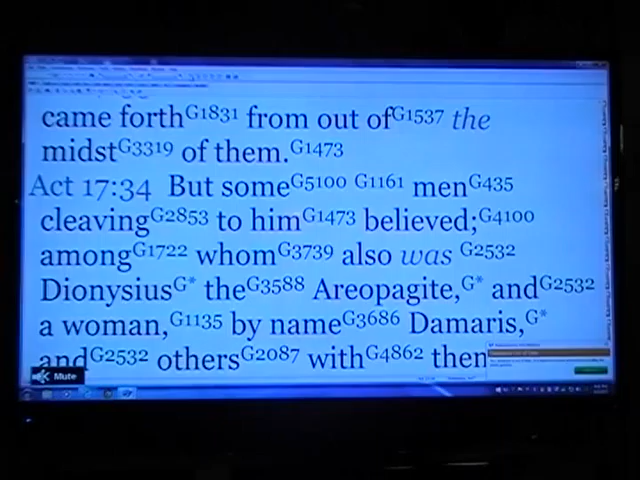 came forthG1831 from out ofG1537 the
midstG3319 of them.G1473
Act 17:34 But someG5100 G1161 menG435
cleavingG2853 to himG1473 believed;G4100
amongG1722 whomG3739 also was G2532
DionysiusG* theG3588 Areopagite,G* andG2532
a woman,G1135 by nameG3686 Damaris,G*
andG2532 othersG2087 withG4862 them
Mute